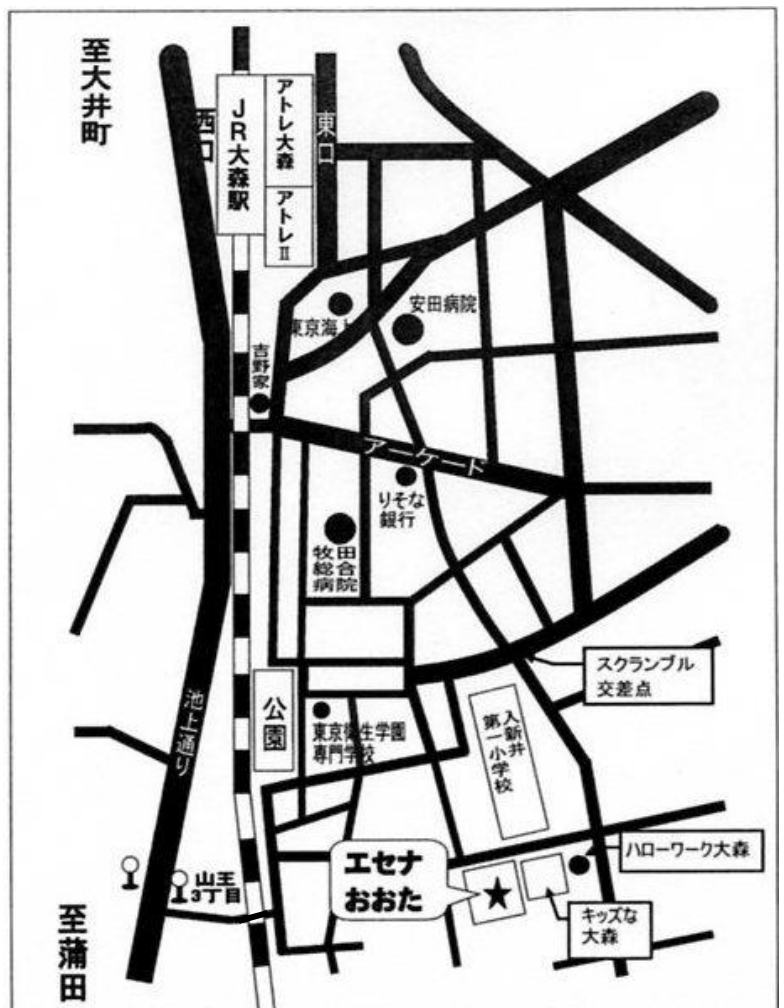 至大井町
西口
JR大森駅
アトレ大森
アトレⅡ
東口
東京海上
安田病院
吉野家
アーケード
りそな
銀行
牧田
総合
病院
スクランブル
交差点
池上通り
公園
東京衛生学園
専門学校
入新井
第一小学校
ハローワーク大森
エセナ
おおた
キッズな
大森
山王
3丁目
至蒲田